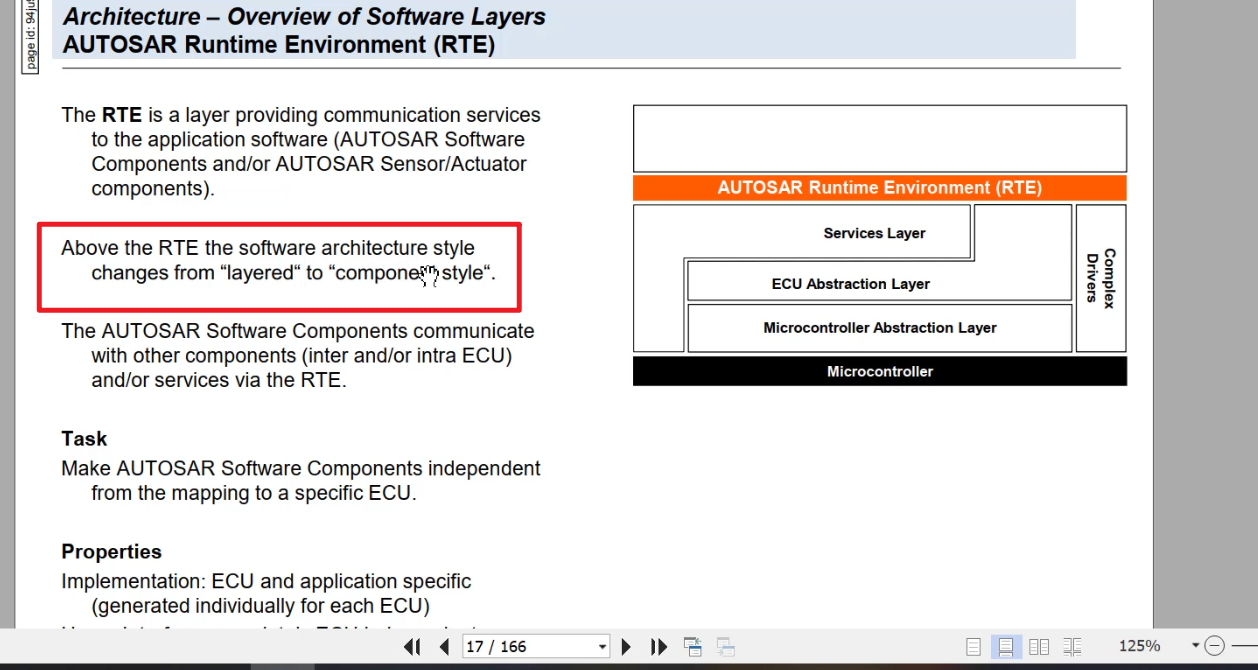 page id: 94ju
Architecture – Overview of Software Layers
AUTOSAR Runtime Environment (RTE)
The RTE is a layer providing communication services
to the application software (AUTOSAR Software
Components and/or AUTOSAR Sensor/Actuator
components).
Above the RTE the software architecture style
changes from “layered“ to “component style“.
The AUTOSAR Software Components communicate
with other components (inter and/or intra ECU)
and/or services via the RTE.
Task
Make AUTOSAR Software Components independent
from the mapping to a specific ECU.
Properties
Implementation: ECU and application specific
(generated individually for each ECU)
AUTOSAR Runtime Environment (RTE)
Services Layer
ECU Abstraction Layer
Microcontroller Abstraction Layer
Complex
Drivers
Microcontroller
17 / 166
125%